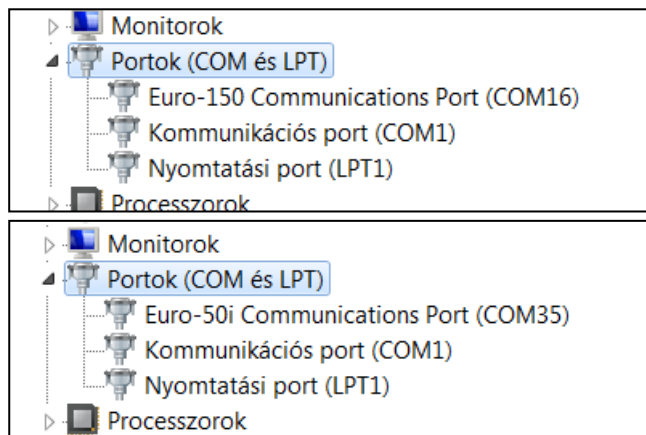 Monitorok
Portok (COM és LPT)
Euro-150 Communications Port (COM16)
Kommunikációs port (COM1)
Nyomtatási port (LPT1)
Processzorok
Monitorok
Portok (COM és LPT)
Euro-50i Communications Port (COM35)
Kommunikációs port (COM1)
Nyomtatási port (LPT1)
Processzorok